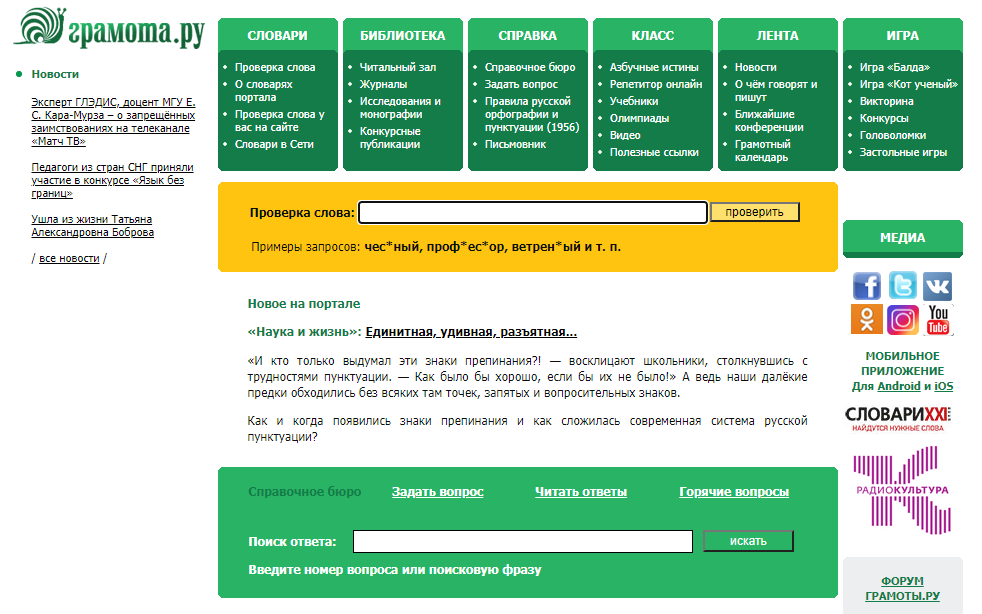 грамота.ру
Новости
Эксперт ГЛЭДИС, доцент МГУ Е.
С. Кара-Мурза – о запрещённых
заимствованиях на телеканале
«Матч ТВ»
Педагоги из стран СНГ приняли
участие в конкурсе «Язык без
границ»
Ушла из жизни Татьяна
Александровна Боброва
/ все новости /
СЛОВАРИ
Проверка слова
О словарях
портала
Проверка слова у
вас на сайте
Словари в Сети
БИБЛИОТЕКА
Читальный зал
Журналы
Исследования и
монографии
Конкурсные
публикации
СПРАВКА
Справочное бюро
Задать вопрос
Правила русской
орфографии и
пунктуации (1956)
Письмовник
КЛАСС
Азбучные истины
Репетитор онлайн
Учебники
Олимпиады
Видео
Полезные ссылки
ЛЕНТА
Новости
О чём говорят и
пишут
Ближайшие
конференции
Грамотный
календарь
ИГРА
Игра «Балда»
Игра «Кот ученый»
Викторина
Конкурсы
Головоломки
Застольные игры
Проверка слова: проверить
Примеры запросов: чес*ный, проф*ес*ор, ветрен*ый и т. п.
Новое на портале
«Наука и жизнь»: Единитная, удивная, разъятная...
«И кто только выдумал эти знаки препинания?! — восклицают школьники, столкнувшись с
трудностями пунктуации. — Как было бы хорошо, если бы их не было!» А ведь наши далёкие
предки обходились без всяких там точек, запятых и вопросительных знаков.
Как и когда появились знаки препинания и как сложилась современная система русской
пунктуации?
Справочное бюро Задать вопрос Читать ответы Горячие вопросы
Поиск ответа: искать
Введите номер вопроса или поисковую фразу
МЕДИА
You
Tube
МОБИЛЬНОЕ
ПРИЛОЖЕНИЕ
Для Android и iOS
СЛОВАРИXXI
НАЙДУТСЯ НУЖНЫЕ СЛОВА
РАДИОКУЛЬТУРА
ФОРУМ
ГРАМОТЫ.РУ